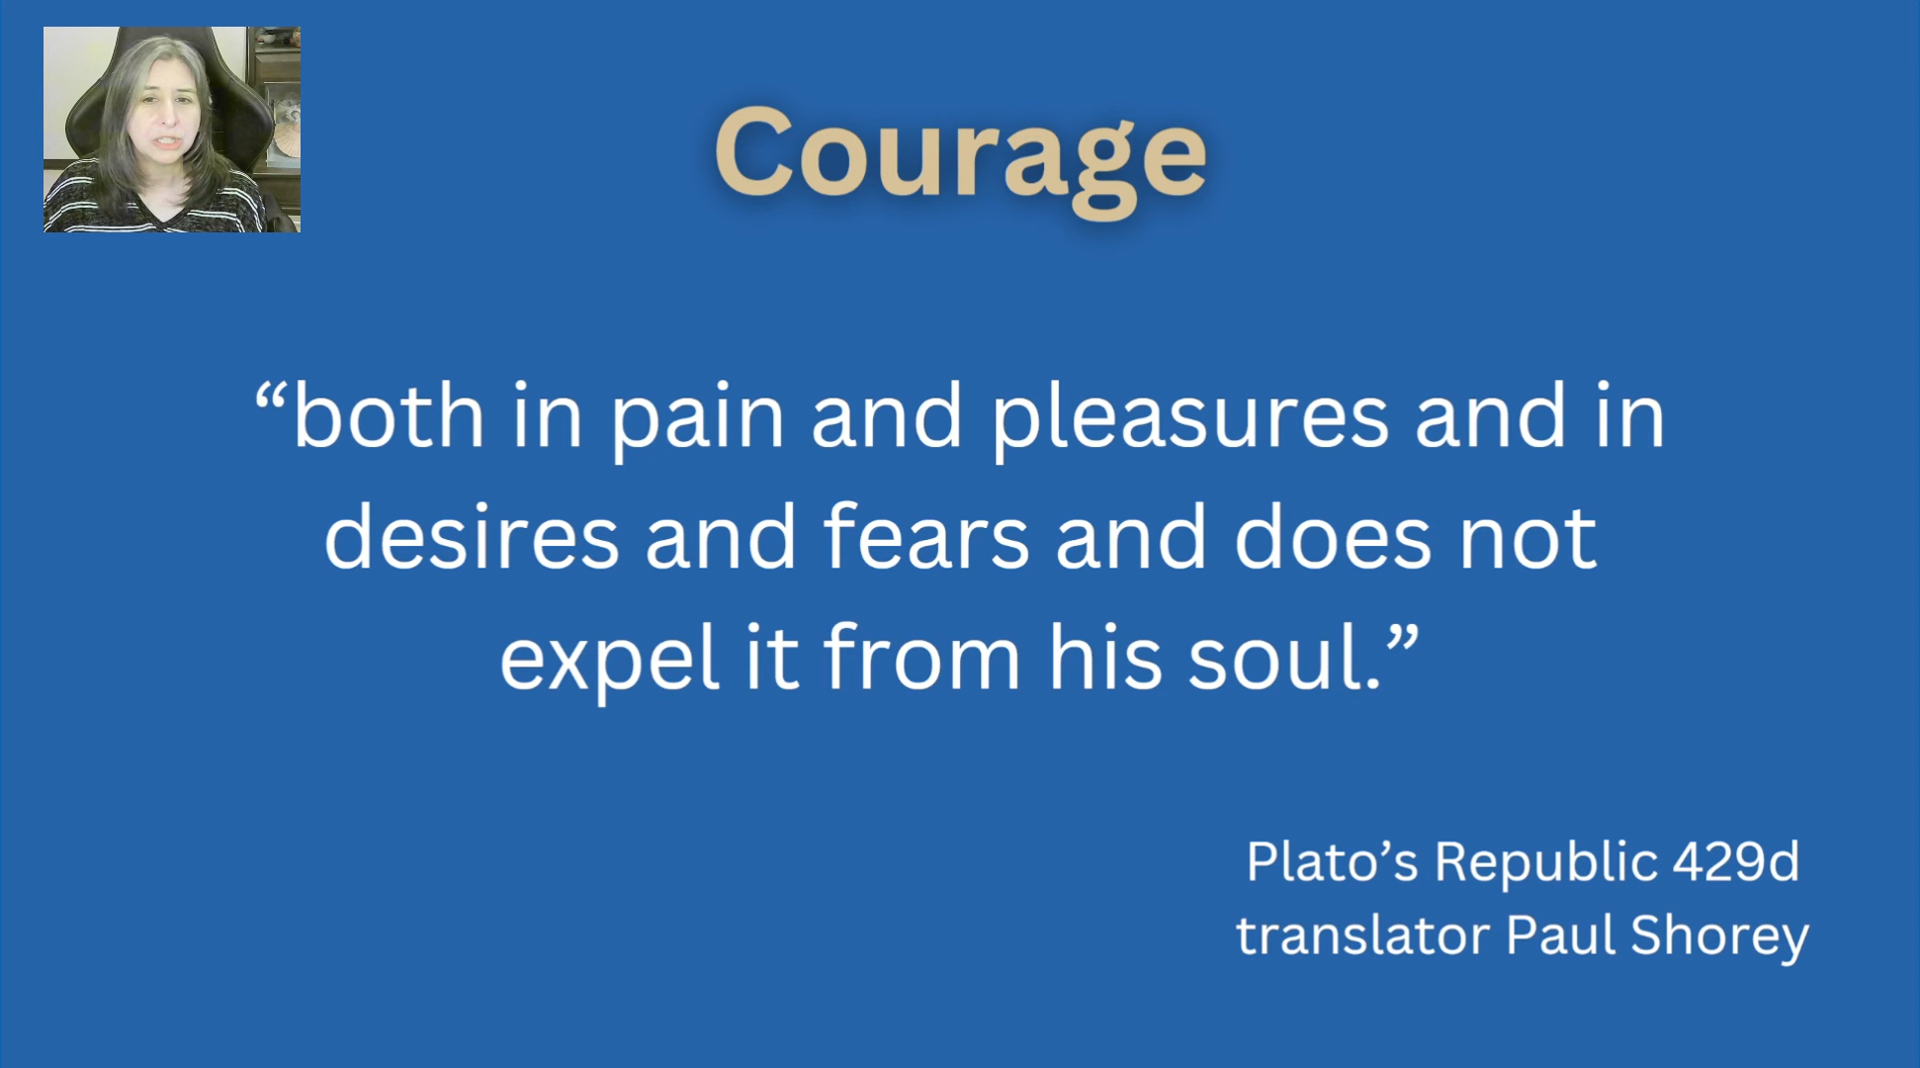 Courage
“both in pain and pleasures and in
desires and fears and does not
expel it from his soul.”
Plato’s Republic 429d
translator Paul Shorey